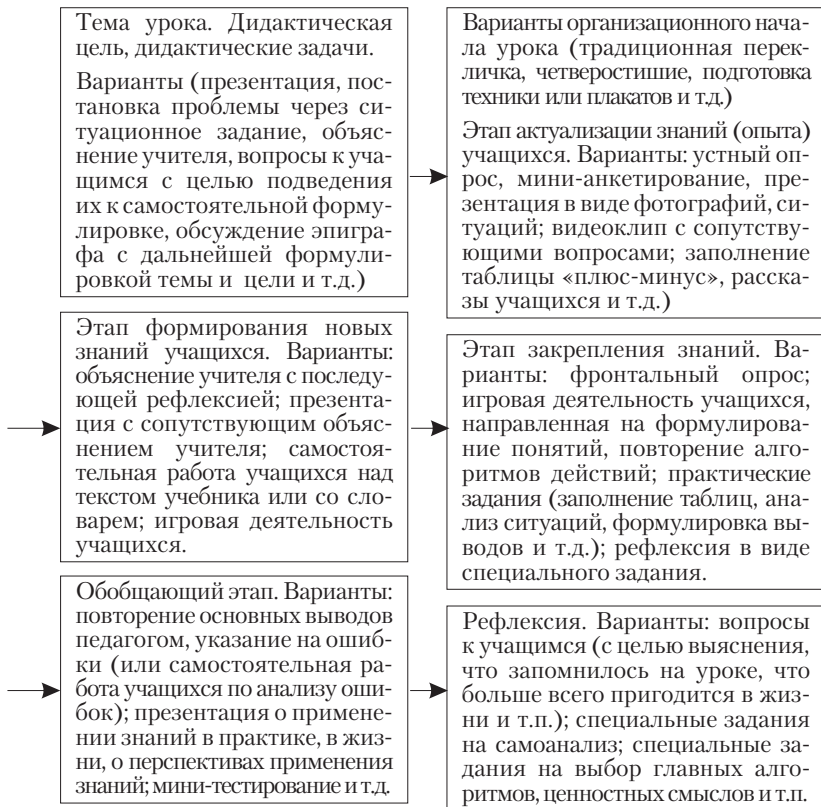 Тема урока. Дидактическая
цель, дидактические задачи.
Варианты (презентация, пос-
тановка проблемы через си-
туационное задание, объяс-
нение учителя, вопросы к уча-
щимся с целью подведения
их к самостоятельной форму-
лировке, обсуждение эпигра-
фа с дальнейшей формули-
ровкой темы и цели и т.д.)
Варианты организационного нача-
ла урока (традиционная перек-
личка, четверостишие, подготовка
техники или плакатов и т.д.)
Этап актуализации знаний (опыта)
учащихся. Варианты: устный оп-
рос, мини-анкетирование, пре-
зентация в виде фотографий, си-
туаций; видеоклип с сопутству-
ющими вопросами; заполнение
таблицы «плюс-минус», расска-
зы учащихся и т.д.)
Этап формирования новых
знаний учащихся. Варианты:
объяснение учителя с последу-
ющей рефлексией; презента-
ция с сопутствующим объяс-
нением учителя; самостоя-
тельная работа учащихся над
текстом учебника или со сло-
варем; игровая деятельность
учащихся.
Этап закрепления знаний. Ва-
рианты: фронтальный опрос;
игровая деятельность учащихся,
направленная на формулирова-
ние понятий, повторение алго-
ритмов действий; практические
задания (заполнение таблиц, ана-
лиз ситуаций, формулировка вы-
водов и т.д.); рефлексия в виде
специального задания.
Обобщающий этап. Варианты:
повторение основных выводов
педагогом, указание на ошиб-
ки (или самостоятельная ра-
бота учащихся по анализу оши-
бок); презентация о примене-
нии знаний в практике, в жиз-
ни, о перспективах применения
знаний; мини-тестирование и т.д.
Рефлексия. Варианты: вопросы
к учащимся (с целью выяснения,
что запомнилось на уроке, что
больше всего пригодится в жиз-
ни и т.п.); специальные задания
на самоанализ; специальные за-
дания на выбор главных алго-
ритмов, ценностных смыслов и т.п.